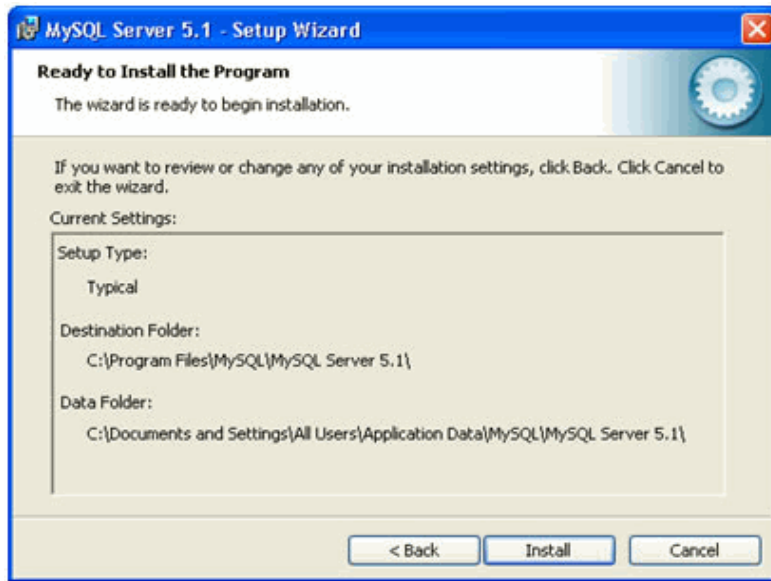 MySQL Server 5.1 - Setup Wizard
Ready to Install the Program
The wizard is ready to begin installation.
If you want to review or change any of your installation settings, click Back. Click Cancel to
exit the wizard.
Current Settings:
Setup Type:
Typical
Destination Folder:
C:\Program Files\MySQL\MySQL Server 5.1\
Data Folder:
C:\Documents and Settings\All Users\Application Data\MySQL\MySQL Server 5.1\
< Back Install Cancel